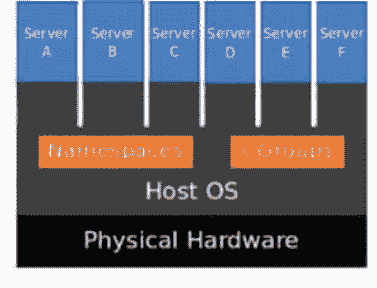 Server A
Server B
Server C
Server D
Server E
Server F
Namespaces
Host OS
Physical Hardware